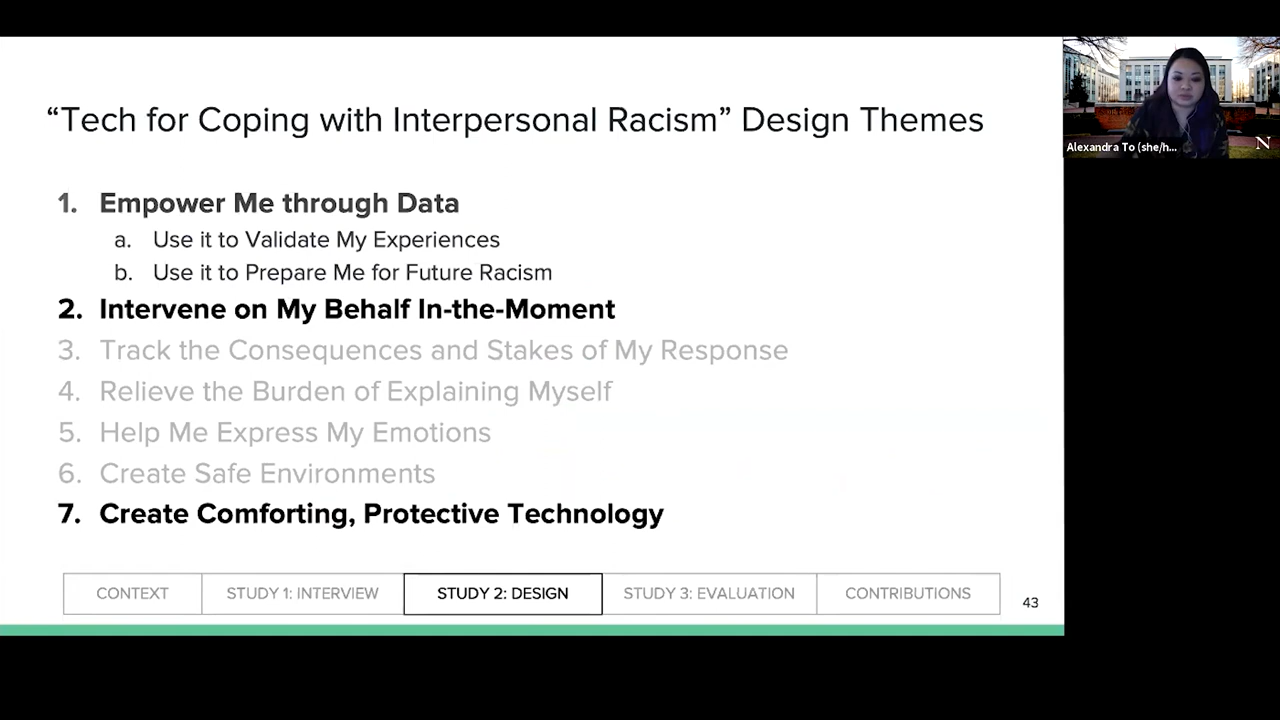 “Tech for Coping with Interpersonal Racism” Design Themes
1. Empower Me through Data
a. Use it to Validate My Experiences
b. Use it to Prepare Me for Future Racism
2. Intervene on My Behalf In-the-Moment
3. Track the Consequences and Stakes of My Response
4. Relieve the Burden of Explaining Myself
5. Help Me Express My Emotions
6. Create Safe Environments
7. Create Comforting, Protective Technology
CONTEXT
STUDY 1: INTERVIEW
STUDY 2: DESIGN
STUDY 3: EVALUATION
CONTRIBUTIONS
43
Alexandra To (she/h...
N